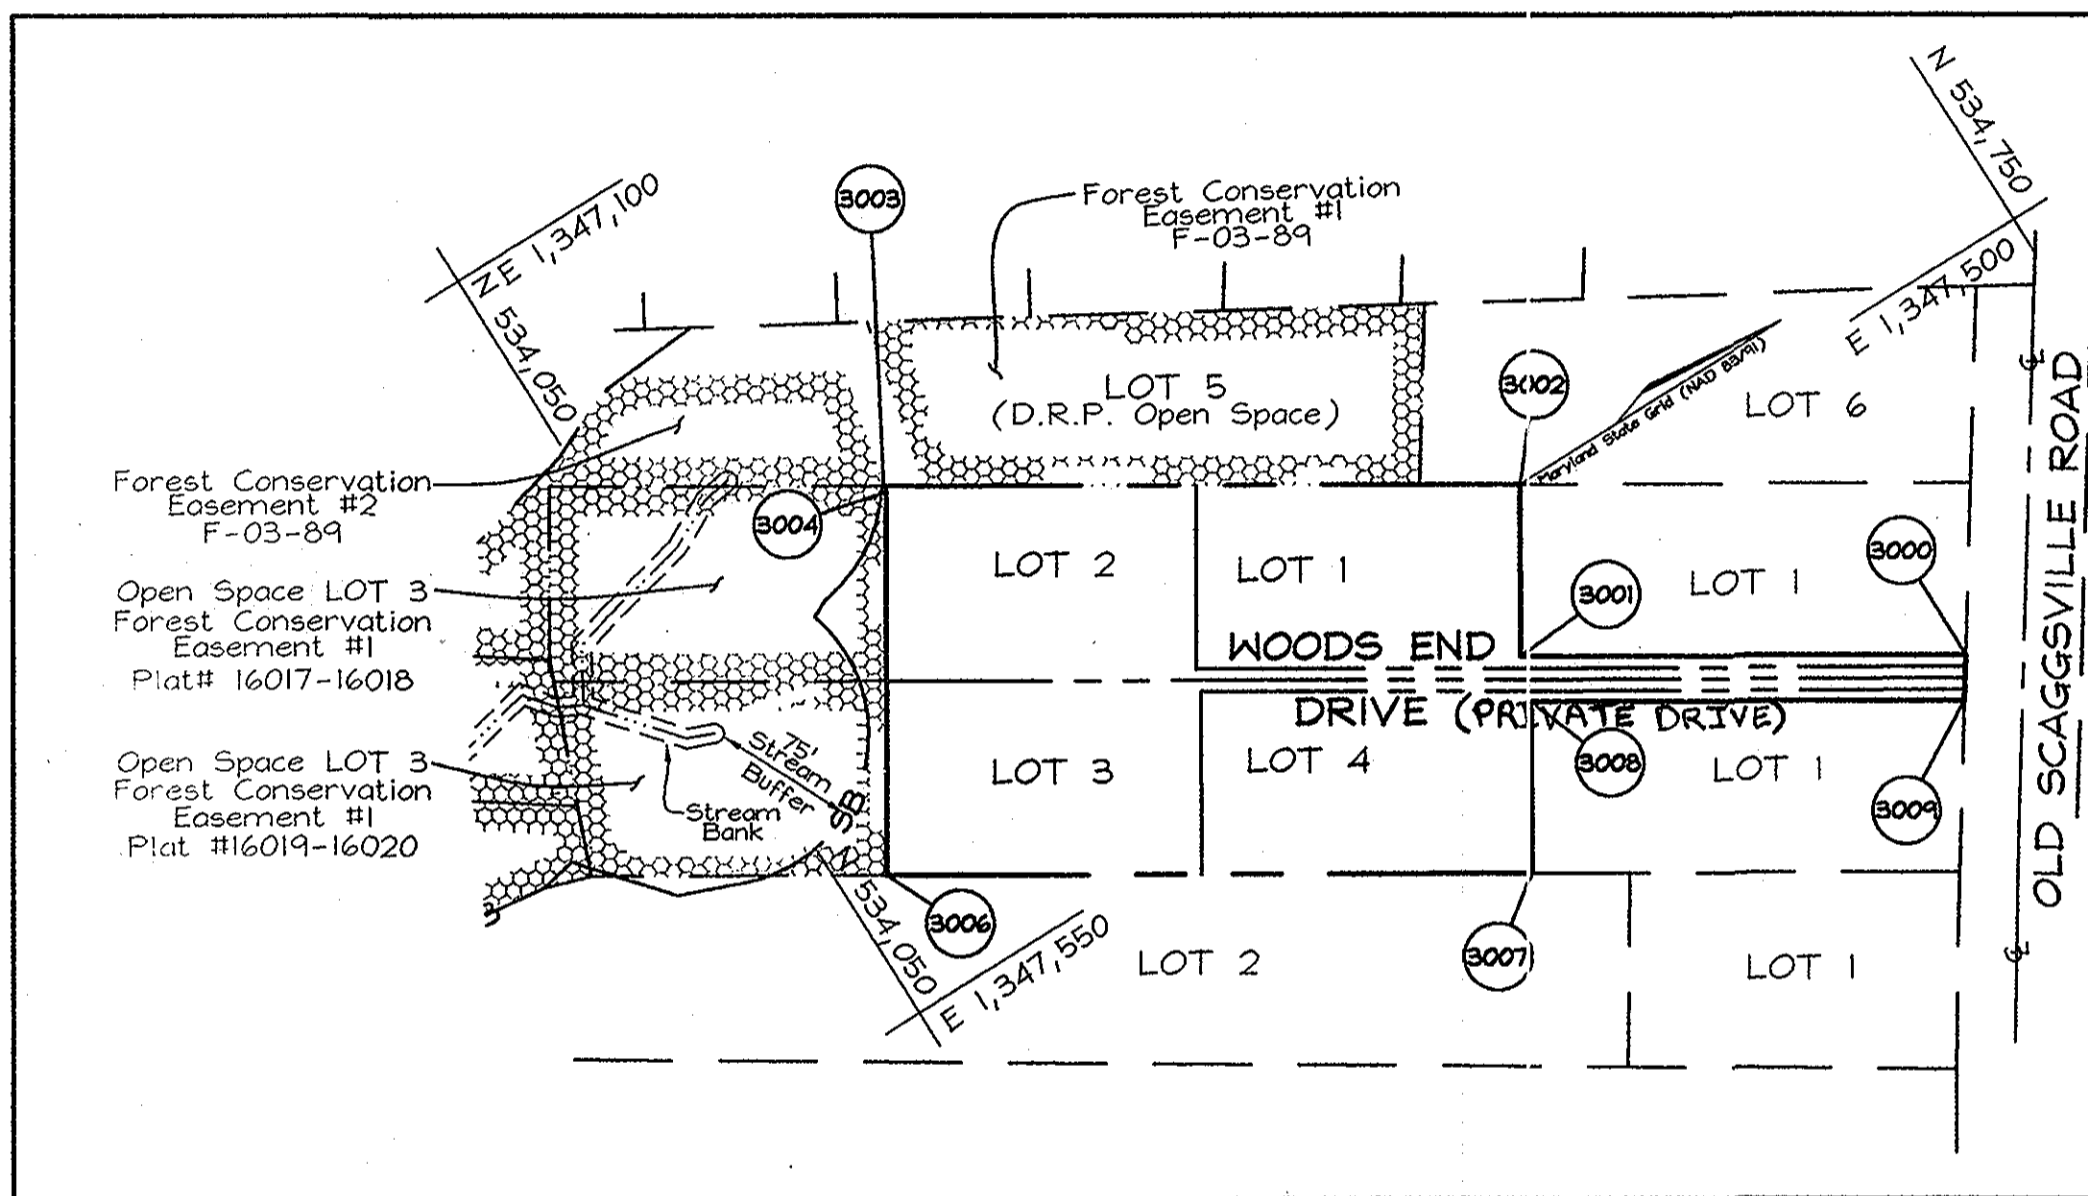 N 534,750
E 1,347,500
E 1,347,100
N
534,050
3003
Forest Conservation
Easement #1
F-03-89
LOT 5
(D.R.P. Open Space)
3002
Maryland State Grid (NAD 83/91)
LOT 6
OLD SCAGGSVILLE ROAD
Forest Conservation
Easement #2
F-03-89
3004
Open Space LOT 3
Forest Conservation
Easement #1
Plat# 16017-16018
LOT 2
LOT 1
3001
LOT 1
3000
WOODS END
DRIVE (PRIVATE DRIVE)
Open Space LOT 3
Forest Conservation
Easement #1
Plat #16019-16020
75'
Stream
Buffer
Stream
Bank
SB
LOT 3
LOT 4
3008
LOT 1
3009
N 534,050
E 1,347,550
3006
LOT 2
3007
LOT 1